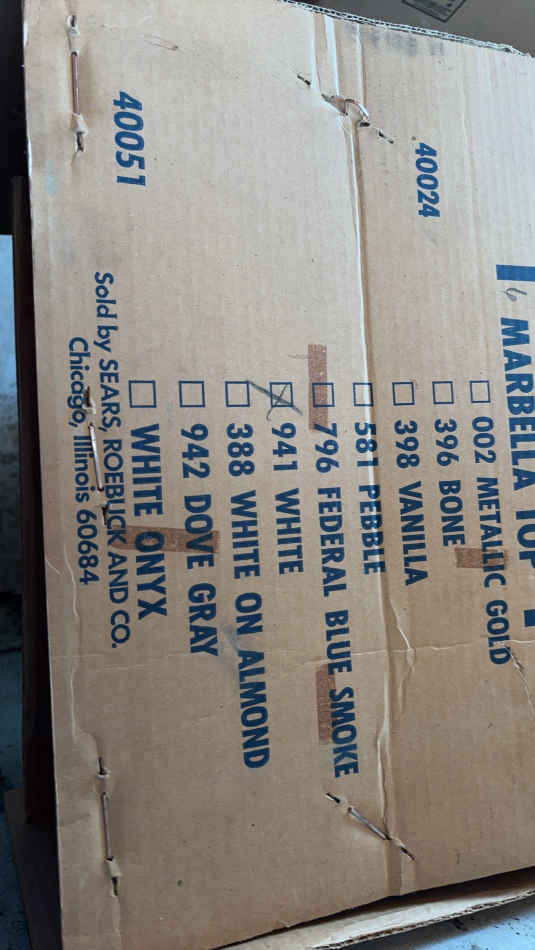 6 MARBELLA TOP
40024
002 METALLIC GOLD
396 BONE
398 VANILLA
581 PEBBLE
796 FEDERAL BLUE SMOKE
941 WHITE
388 WHITE ON ALMOND
942 DOVE GRAY
WHITE ONYX
40051
Sold by SEARS, ROEBUCK AND CO.
Chicago, Illinois 60684